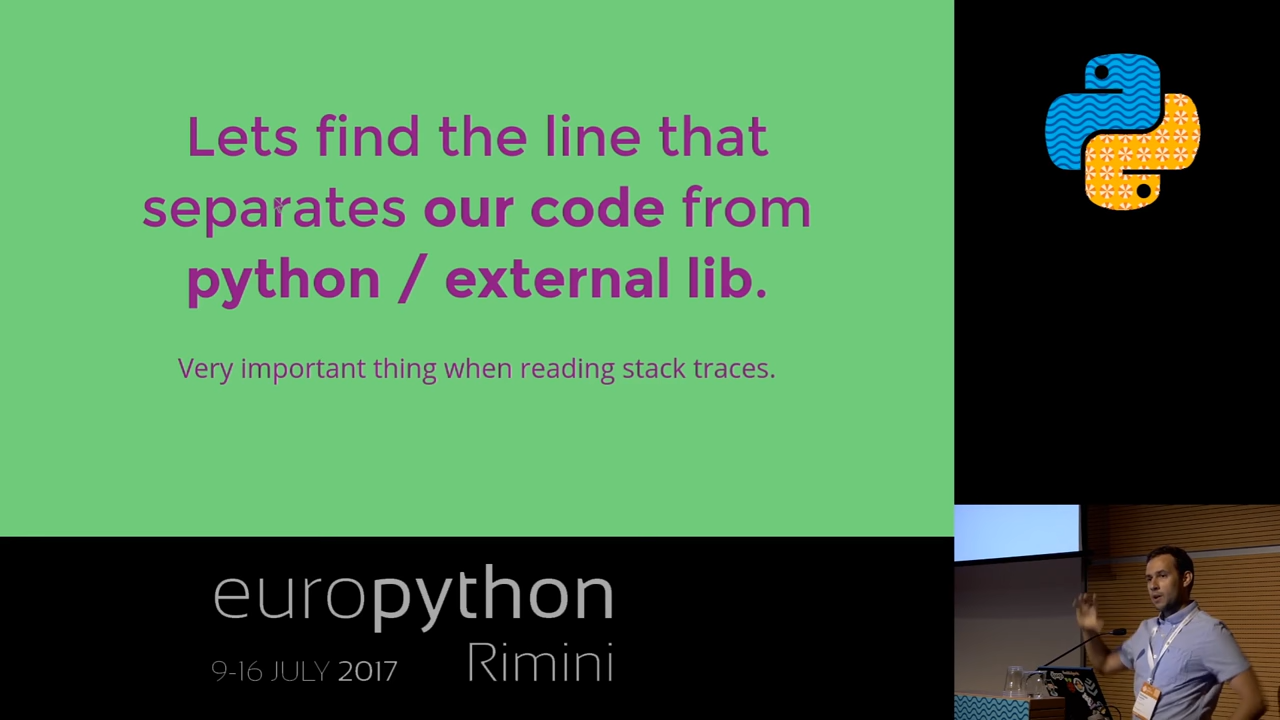 Lets find the line that
separates our code from
python / external lib.
Very important thing when reading stack traces.
europython
9-16 JULY 2017 Rimini